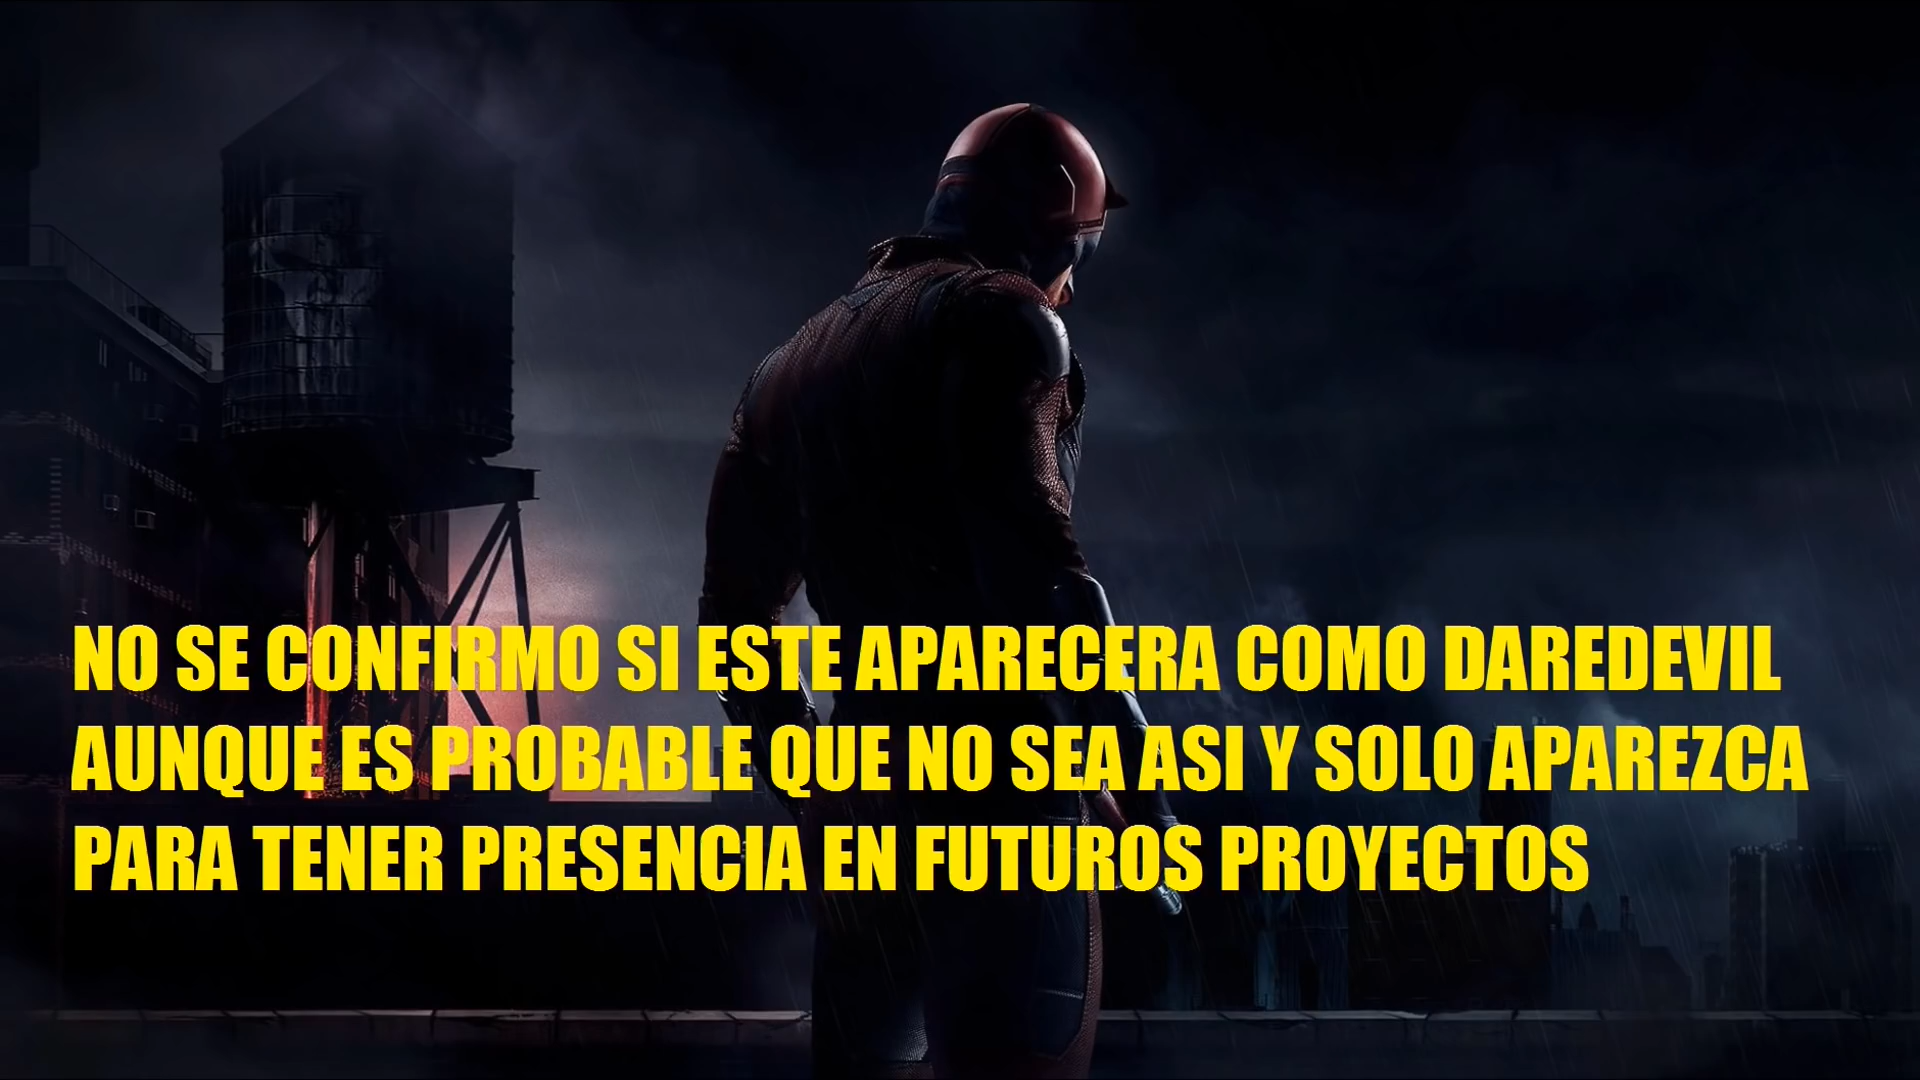 NO SE CONFIRMO SI ESTE APARECERA COMO DAREDEVIL
AUNQUE ES PROBABLE QUE NO SEA ASI Y SOLO APAREZCA
PARA TENER PRESENCIA EN FUTUROS PROYECTOS